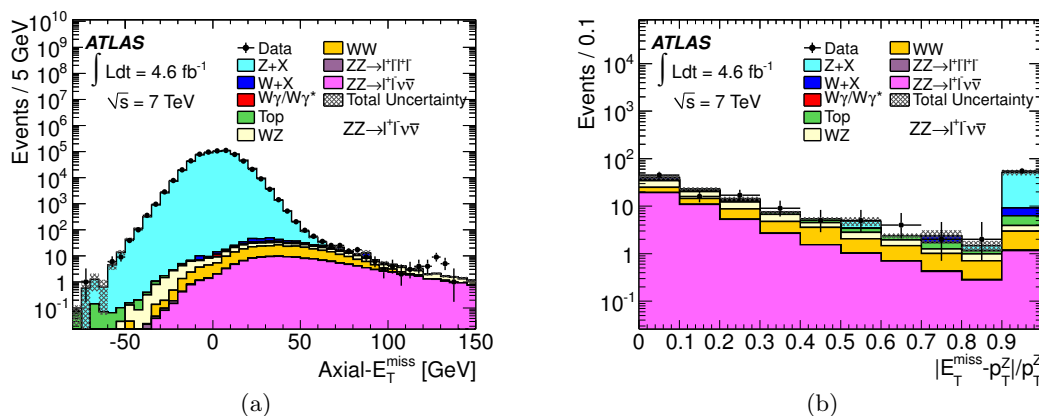 Events / 5 GeV
10¹⁰
10⁹
10⁸
10⁷
10⁶
10⁵
10⁴
10³
10²
10
1
10⁻¹
ATLAS
∫ Ldt = 4.6 fb⁻¹
√s = 7 TeV
Data
Z+X
W+X
Wγ/Wγ*
Top
WZ
WW
ZZ→l⁺l⁻l⁺l⁻
ZZ→l⁺l⁻νν̄
Total Uncertainty
ZZ→l⁺l⁻νν̄
-50 0 50 100 150
Axial-E_T^miss [GeV]
(a)
Events / 0.1
10⁴
10³
10²
10
1
10⁻¹
ATLAS
∫ Ldt = 4.6 fb⁻¹
√s = 7 TeV
Data
Z+X
W+X
Wγ/Wγ*
Top
WZ
WW
ZZ→l⁺l⁻l⁺l⁻
ZZ→l⁺l⁻νν̄
Total Uncertainty
ZZ→l⁺l⁻νν̄
0 0.1 0.2 0.3 0.4 0.5 0.6 0.7 0.8 0.9 1
|E_T^miss-p_T^Z|/p_T^Z
(b)